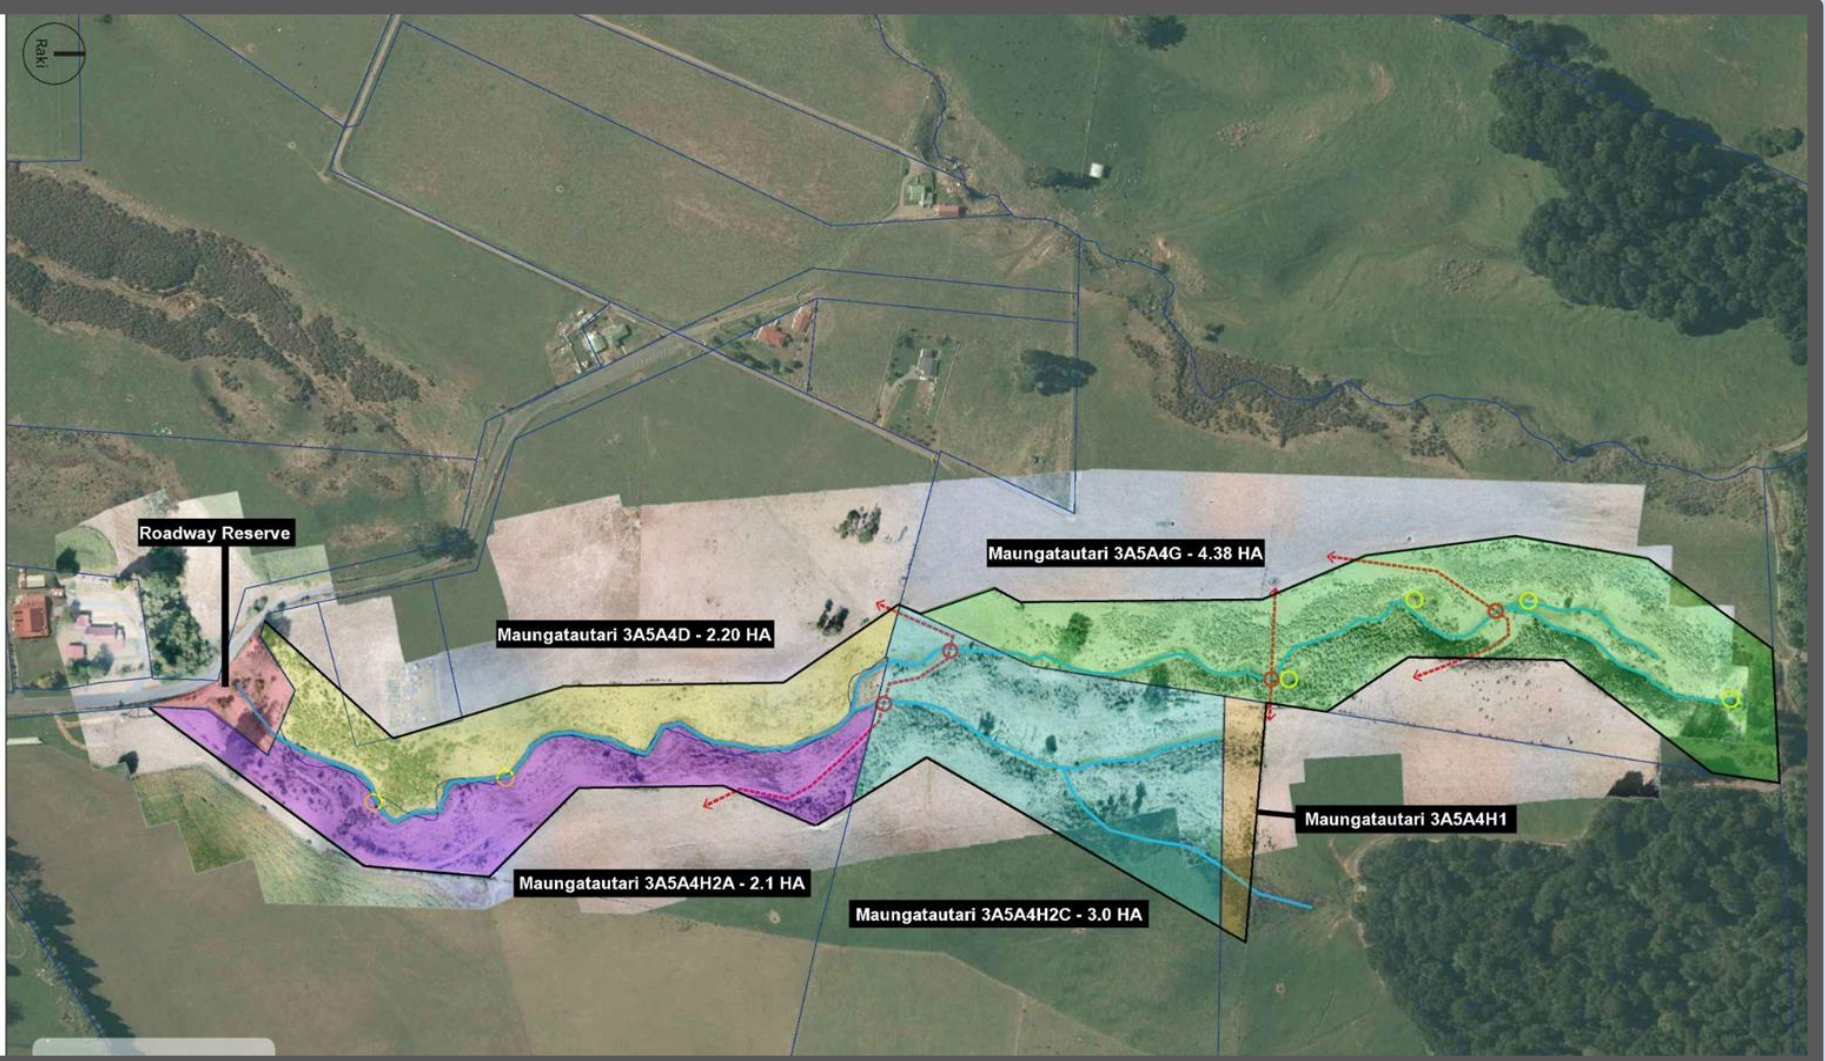 Raki
Roadway Reserve
Maungatautari 3A5A4G - 4.38 HA
Maungatautari 3A5A4D - 2.20 HA
Maungatautari 3A5A4H1
Maungatautari 3A5A4H2A - 2.1 HA
Maungatautari 3A5A4H2C - 3.0 HA